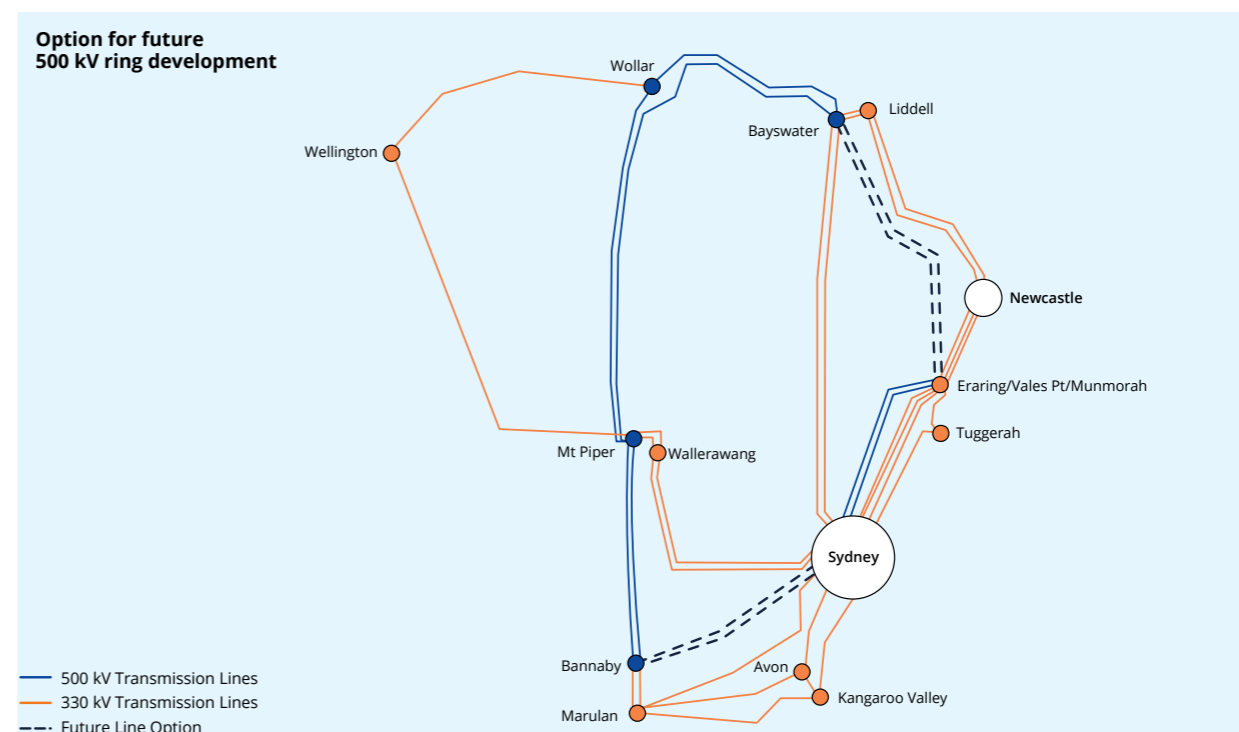 Option for future
500 kV ring development
Wollar
Liddell
Bayswater
Wellington
Newcastle
Eraring/Vales Pt/Munmorah
Tuggerah
Mt Piper
Wallerawang
Sydney
Bannaby
Avon
Kangaroo Valley
Marulan
500 kV Transmission Lines
330 kV Transmission Lines
Future Line Option